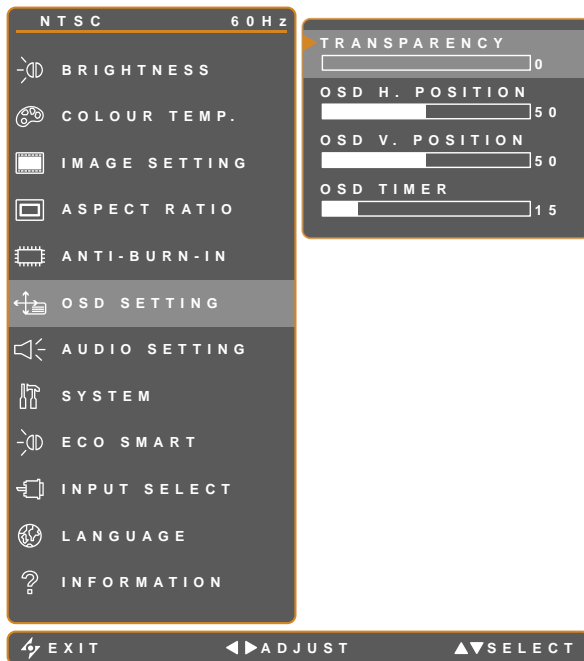 NTSC 60Hz
BRIGHTNESS
COLOUR TEMP.
IMAGE SETTING
ASPECT RATIO
ANTI-BURN-IN
OSD SETTING
AUDIO SETTING
SYSTEM
ECO SMART
INPUT SELECT
LANGUAGE
INFORMATION
TRANSPARENCY
0
OSD H. POSITION
50
OSD V. POSITION
50
OSD TIMER
15
EXIT ADJUST SELECT